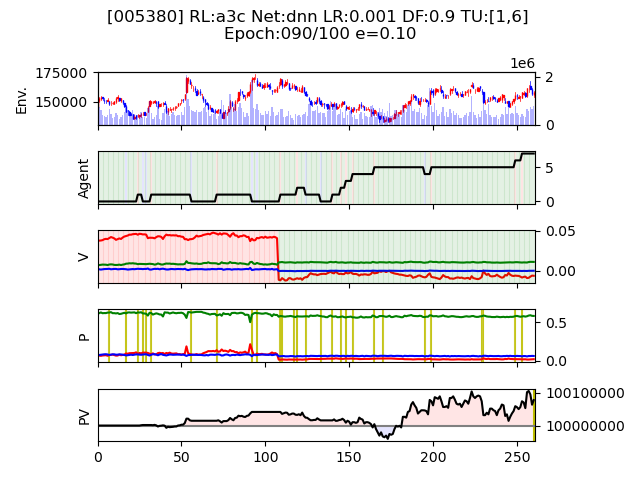 [005380] RL:a3c Net:dnn LR:0.001 DF:0.9 TU:[1,6]
Epoch:090/100 e=0.10
1e6
175000
150000
2
0
Env.
5
0
Agent
0.05
0.00
V
0.5
0.0
P
100100000
100000000
PV
0 50 100 150 200 250